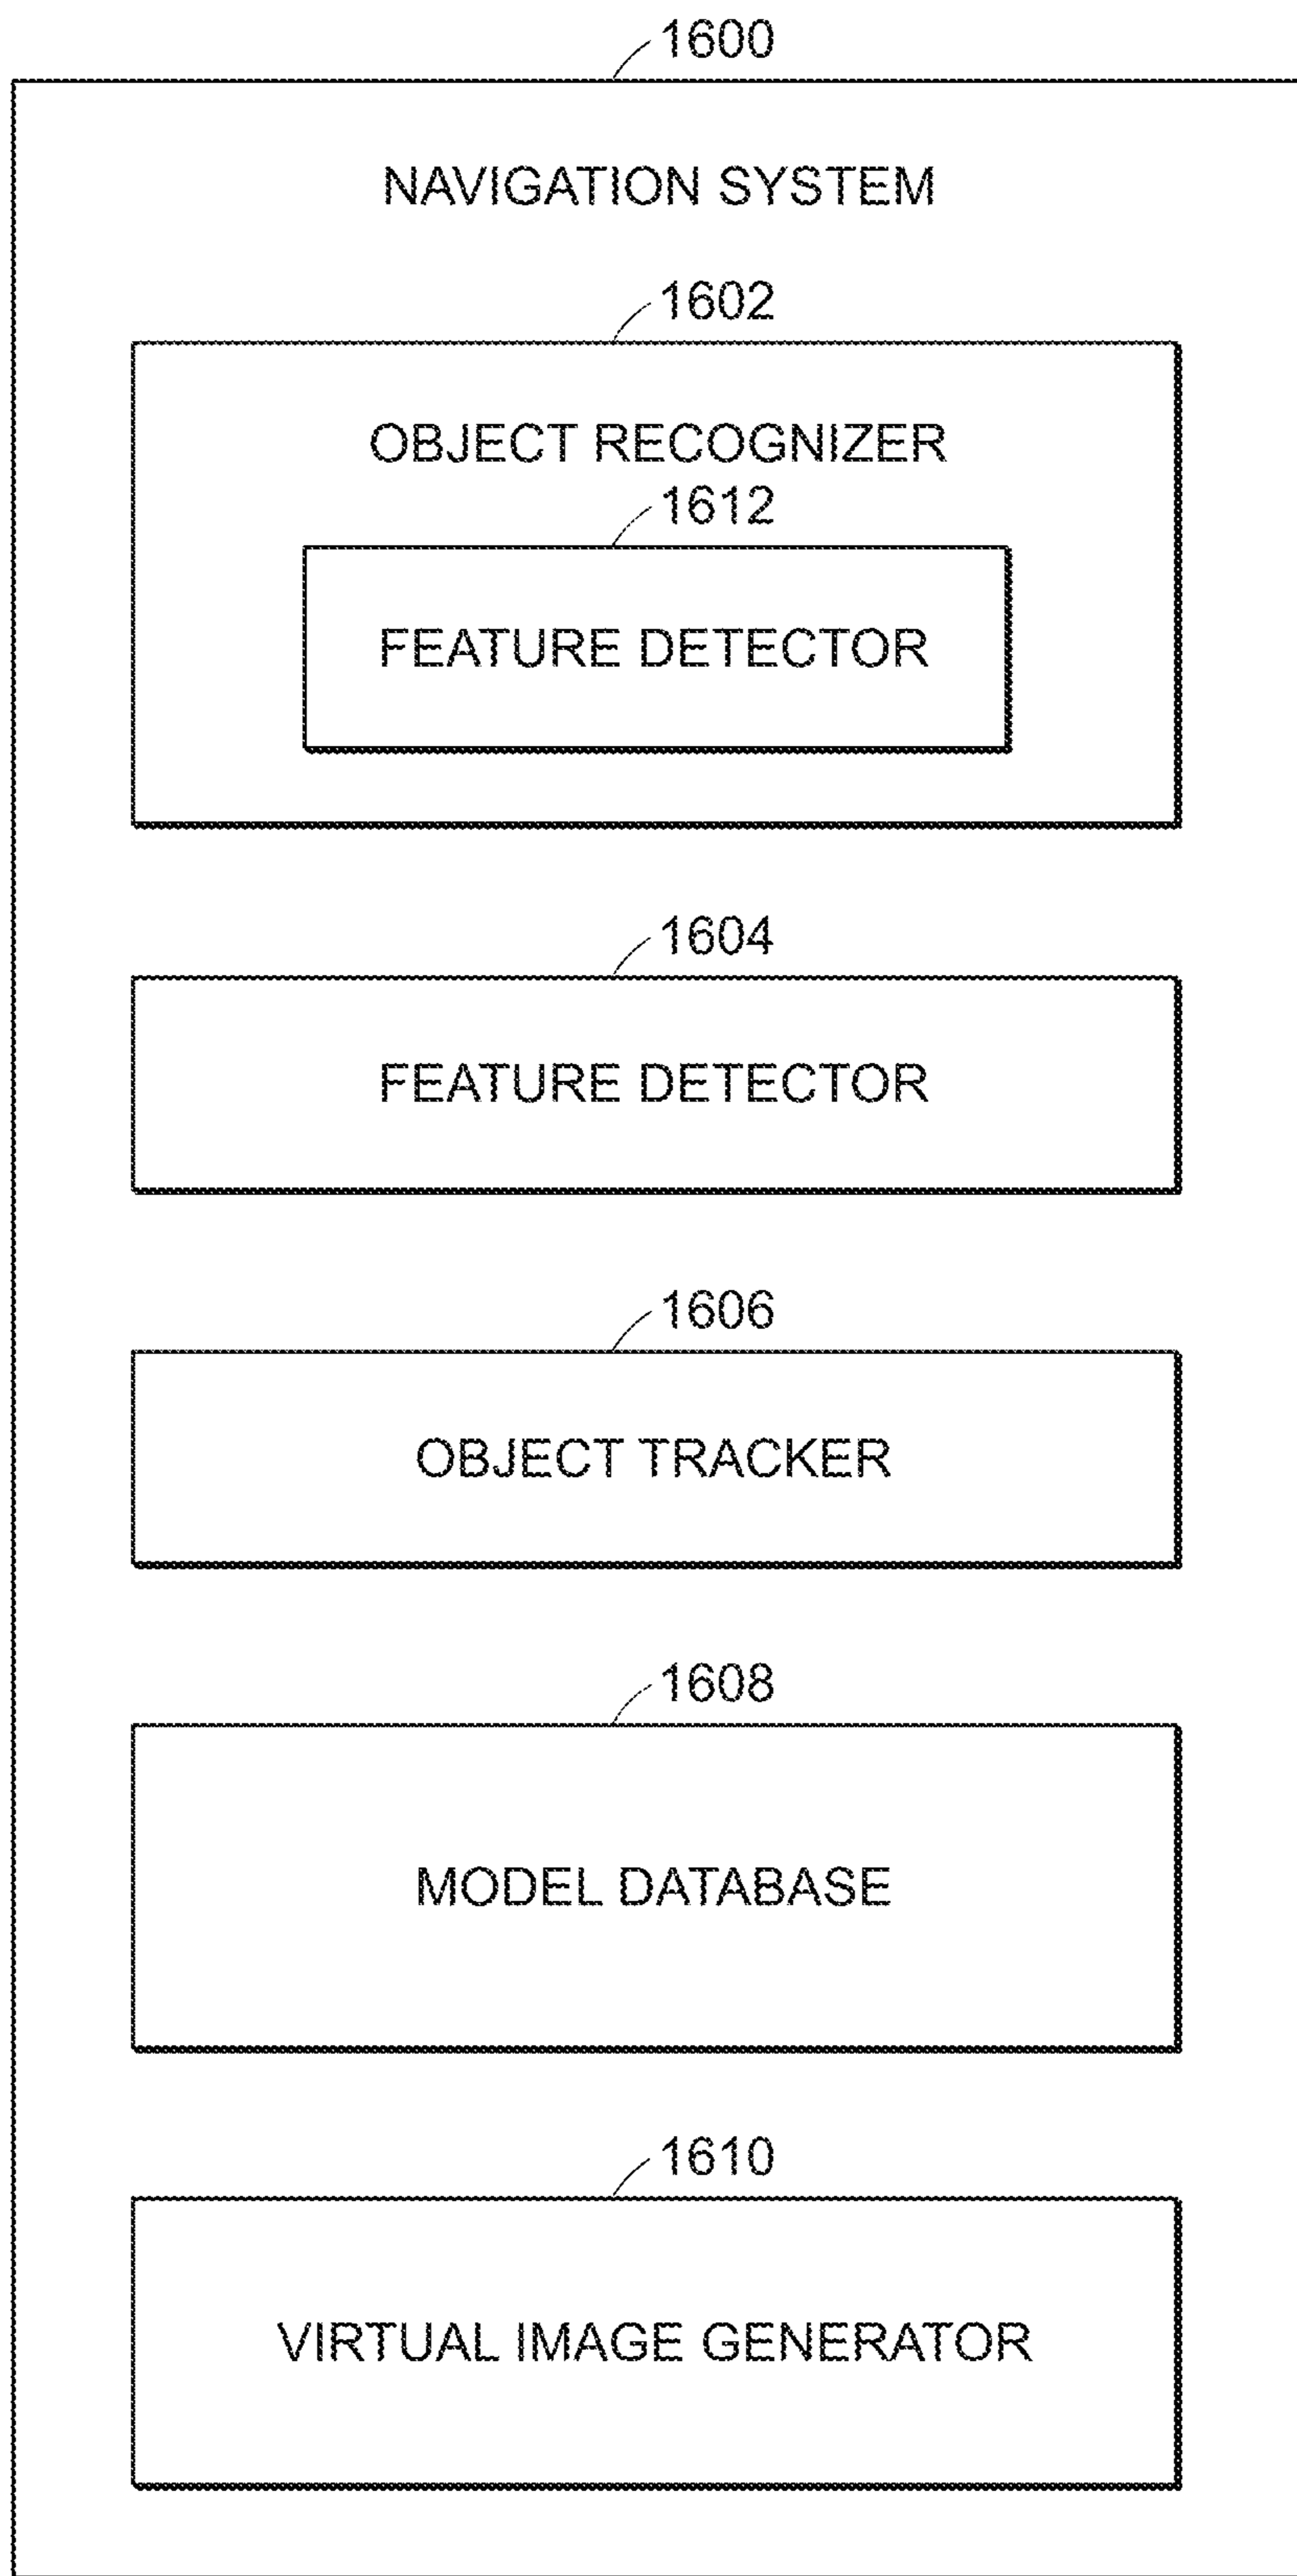 1600
NAVIGATION SYSTEM
1602
OBJECT RECOGNIZER
1612
FEATURE DETECTOR
1604
FEATURE DETECTOR
1606
OBJECT TRACKER
1608
MODEL DATABASE
1610
VIRTUAL IMAGE GENERATOR